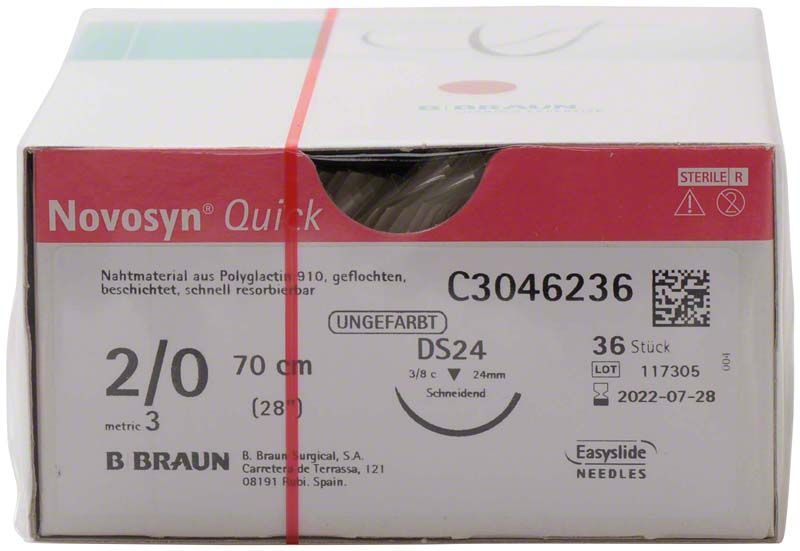 B|BRAUN
STERILE R
Novosyn® Quick
Nahtmaterial aus Polyglactin 910, geflochten,
beschichtet, schnell resorbierbar
C3046236
UNGEFÄRBT
2/0 70 cm
(28")
metric 3
DS24
3/8 c ▼ 24mm
Schneidend
36 Stück
LOT 117305
2022-07-28
004
B|BRAUN
B. Braun Surgical, S.A.
Carretera de Terrassa, 121
08191 Rubi. Spain.
Easyslide
NEEDLES